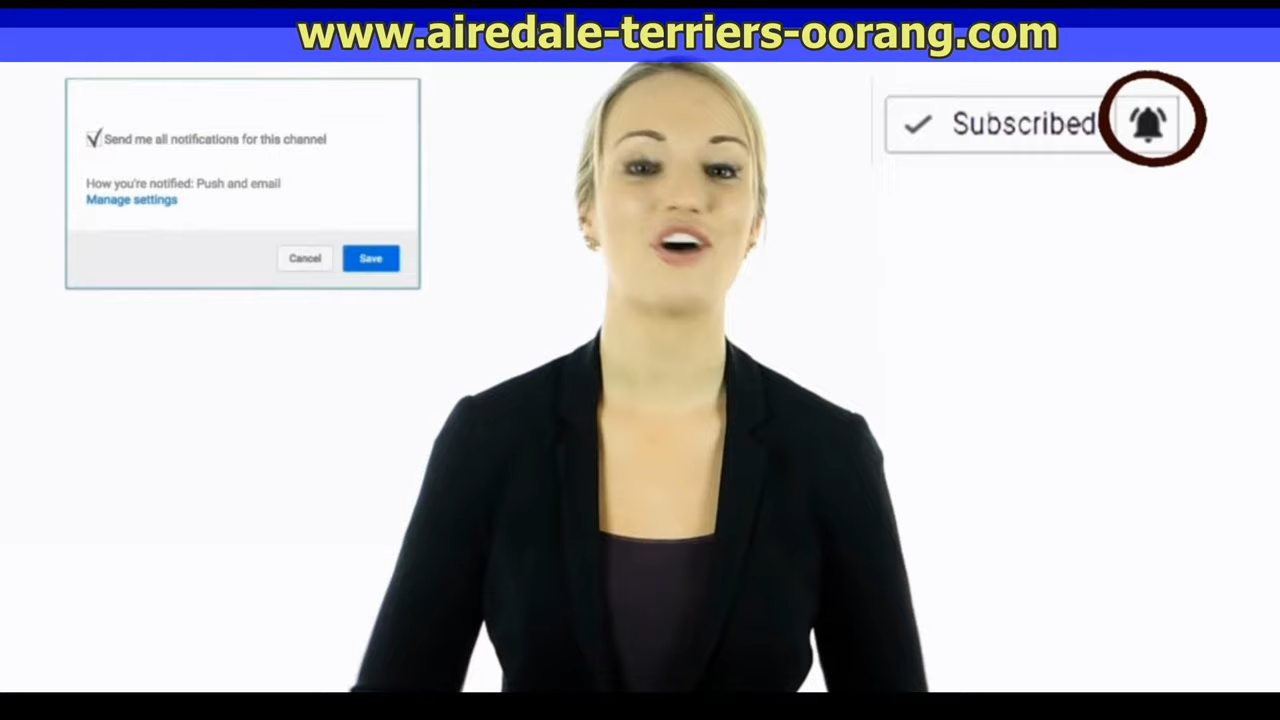 www.airedale-terriers-oorang.com
Send me all notifications for this channel
How you're notified: Push and email
Manage settings
Cancel
Save
Subscribed